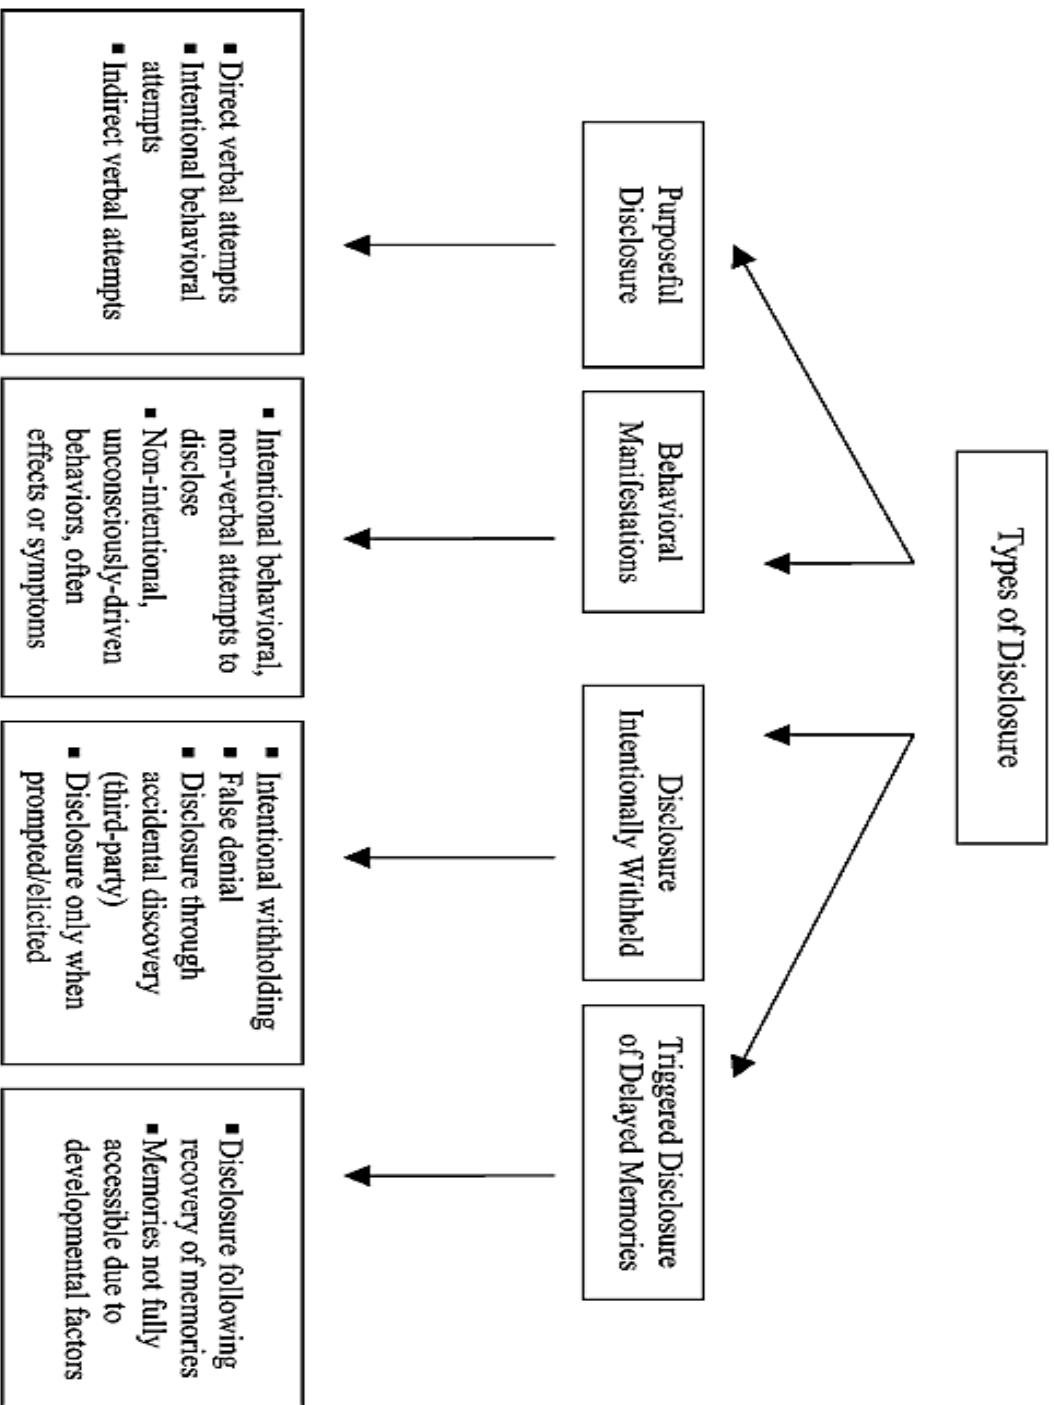 Types of Disclosure
Purposeful
Disclosure
Behavioral
Manifestations
Disclosure
Intentionally Withheld
Triggered Disclosure
of Delayed Memories
▪ Direct verbal attempts
▪ Intentional behavioral
attempts
▪ Indirect verbal attempts
▪ Intentional behavioral,
non-verbal attempts to
disclose
▪ Non-intentional,
unconsciously-driven
behaviors, often
effects or symptoms
▪ Intentional withholding
▪ False denial
▪ Disclosure through
accidental discovery
(third-party)
▪ Disclosure only when
prompted/elicited
▪ Disclosure following
recovery of memories
▪ Memories not fully
accessible due to
developmental factors